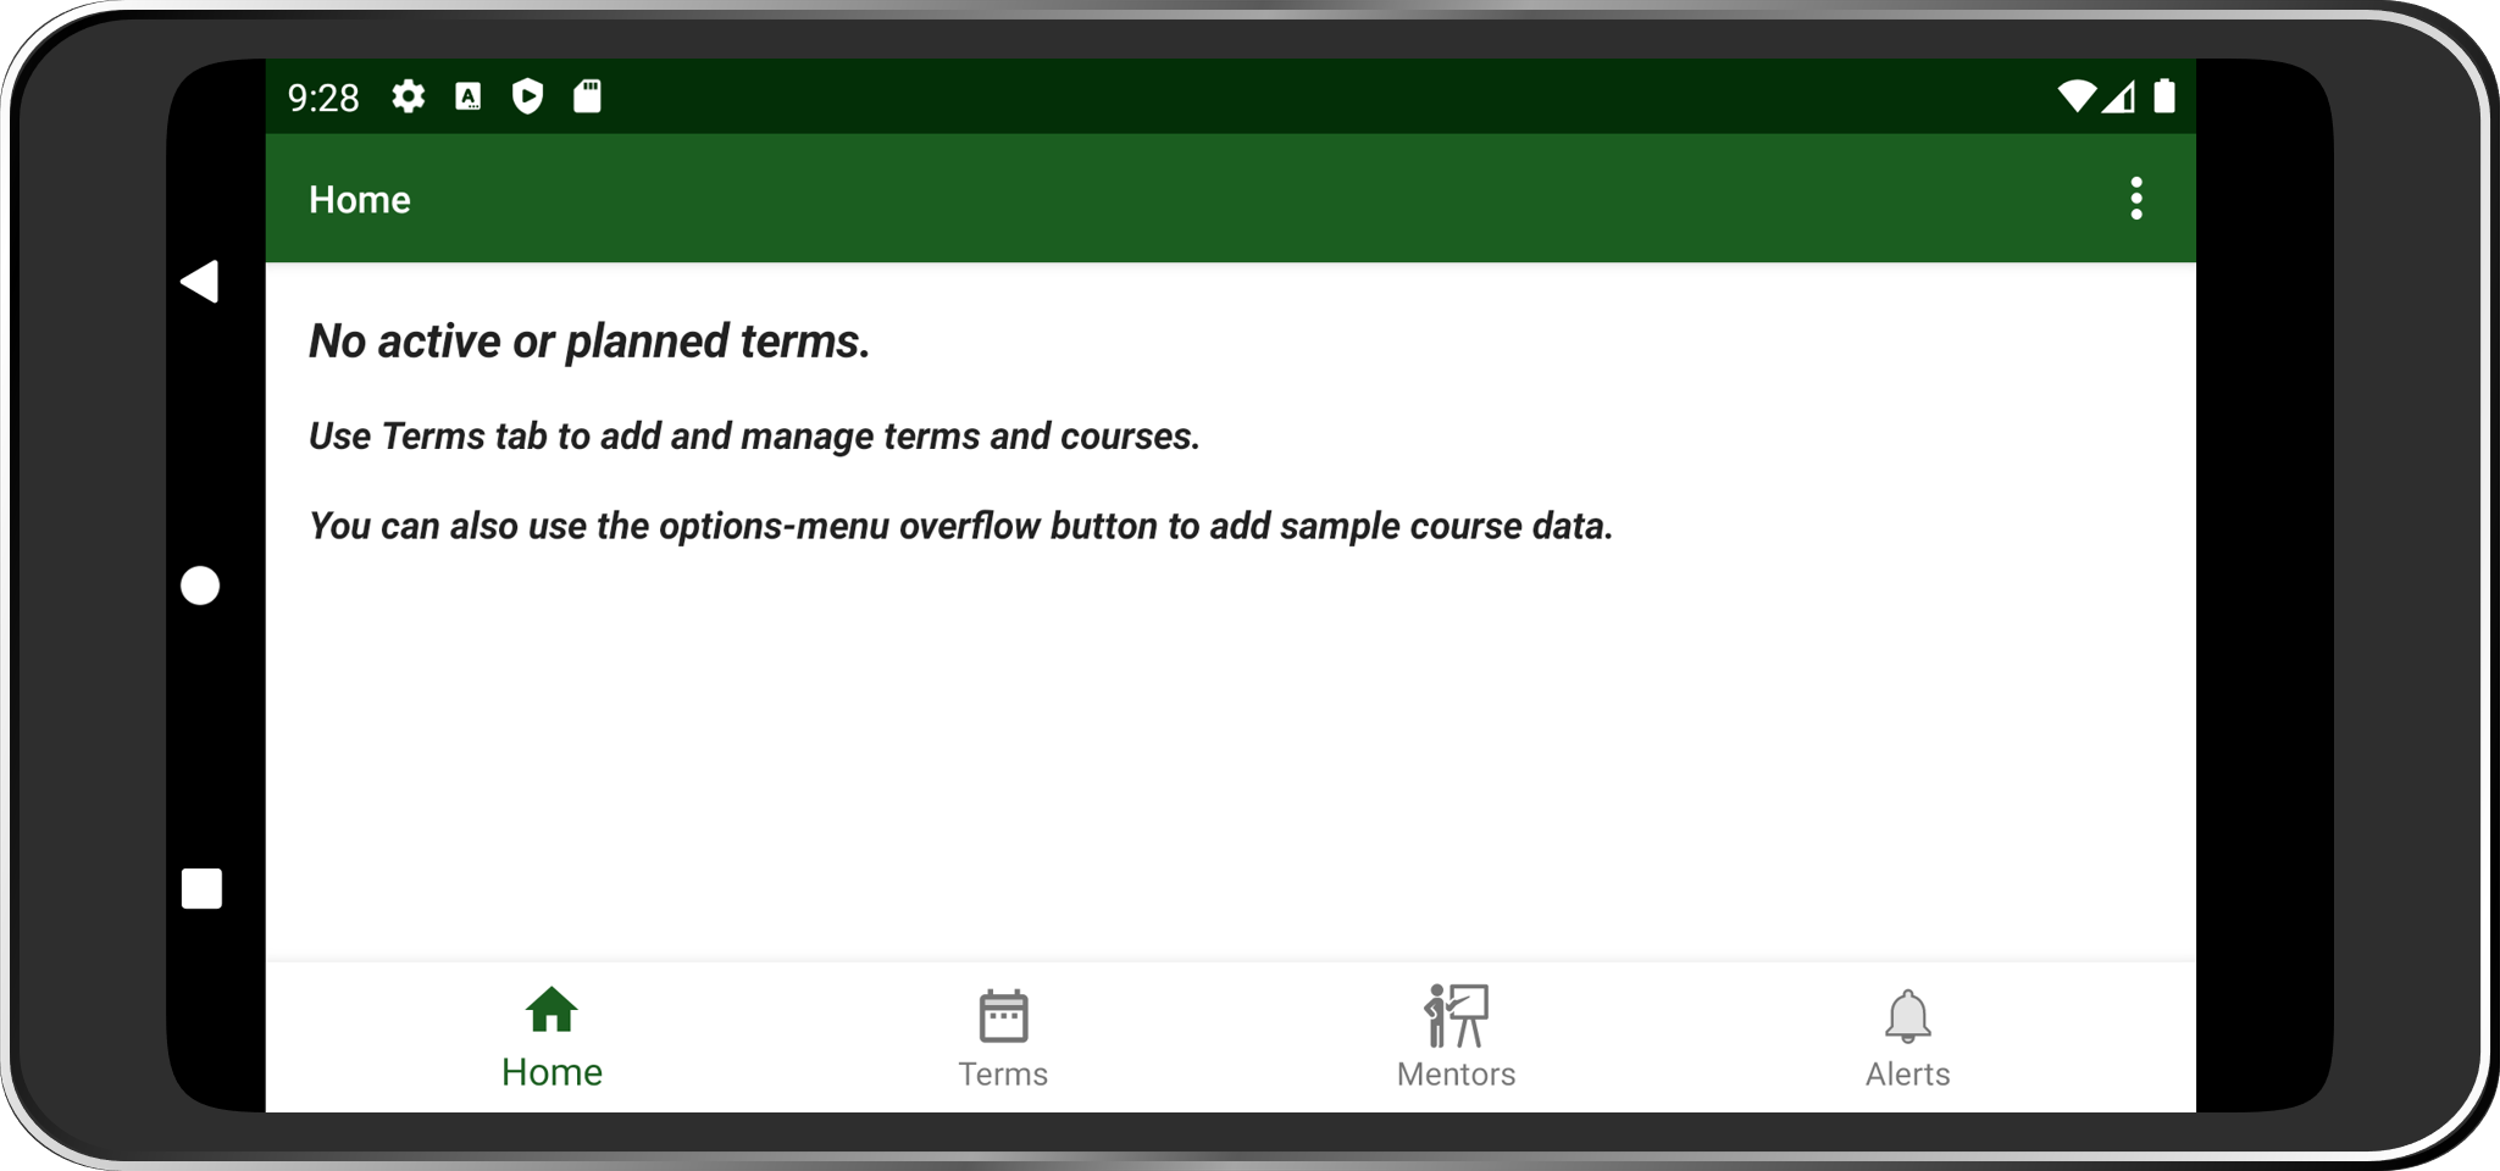 9:28
Home
No active or planned terms.
Use Terms tab to add and manage terms and courses.
You can also use the options-menu overflow button to add sample course data.
Home
Terms
Mentors
Alerts